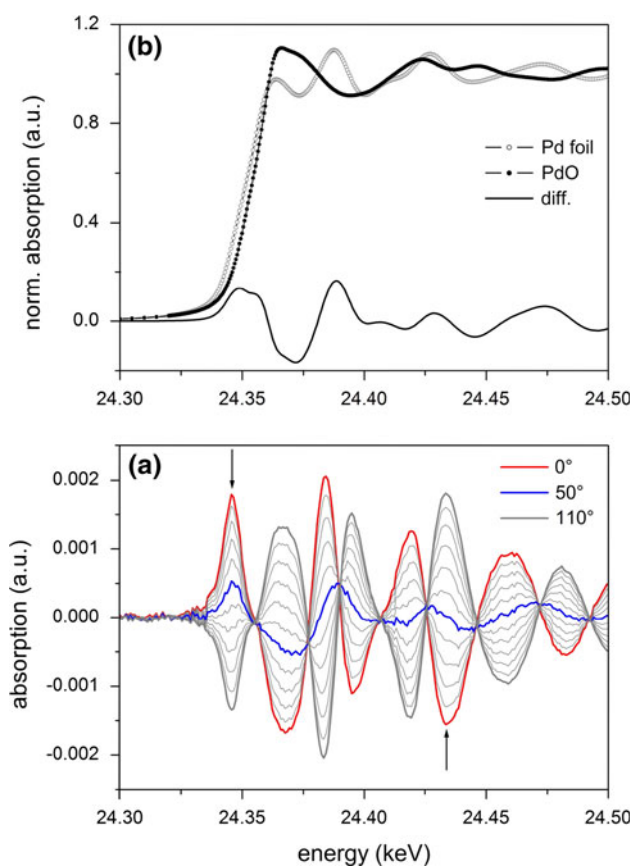 (b)
1.2
0.8
0.4
0.0
norm. absorption (a.u.)
Pd foil
PdO
diff.
24.30 24.35 24.40 24.45 24.50
(a)
0.002
0.001
0.000
-0.001
-0.002
absorption (a.u.)
0°
50°
110°
24.30 24.35 24.40 24.45 24.50
energy (keV)